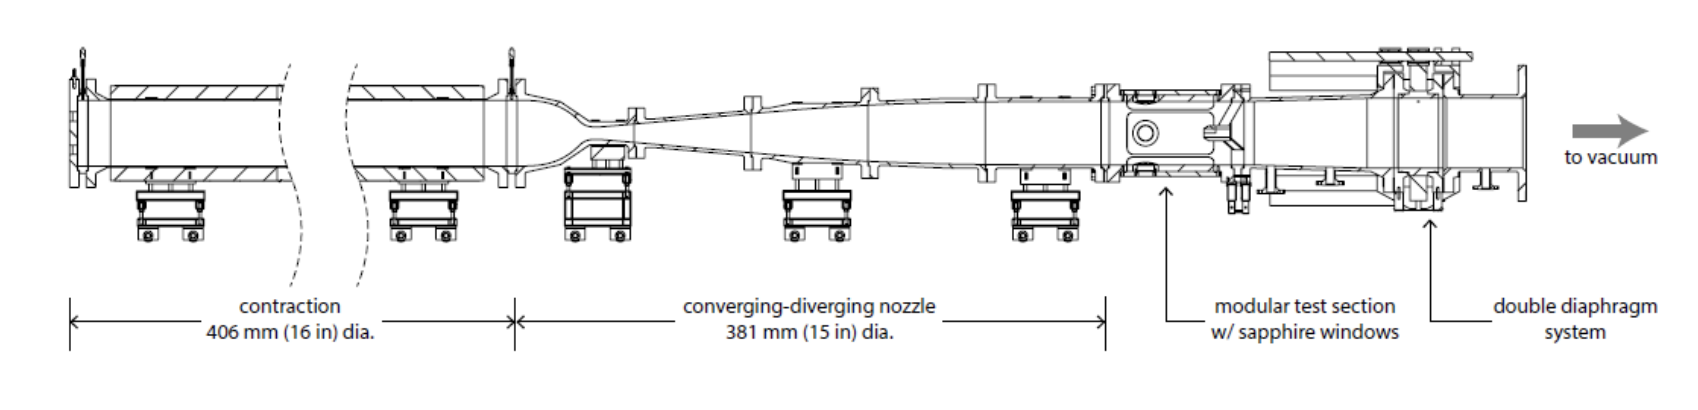 to vacuum
contraction
406 mm (16 in) dia.
converging-diverging nozzle
381 mm (15 in) dia.
modular test section
w/ sapphire windows
double diaphragm
system